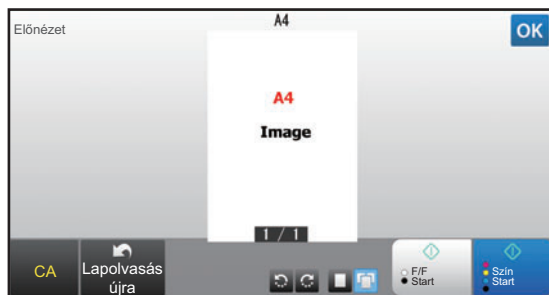 Előnézet
A4
OK
A4
Image
1 / 1
CA
Lapolvasás
újra
F/F
Start
Szín
Start